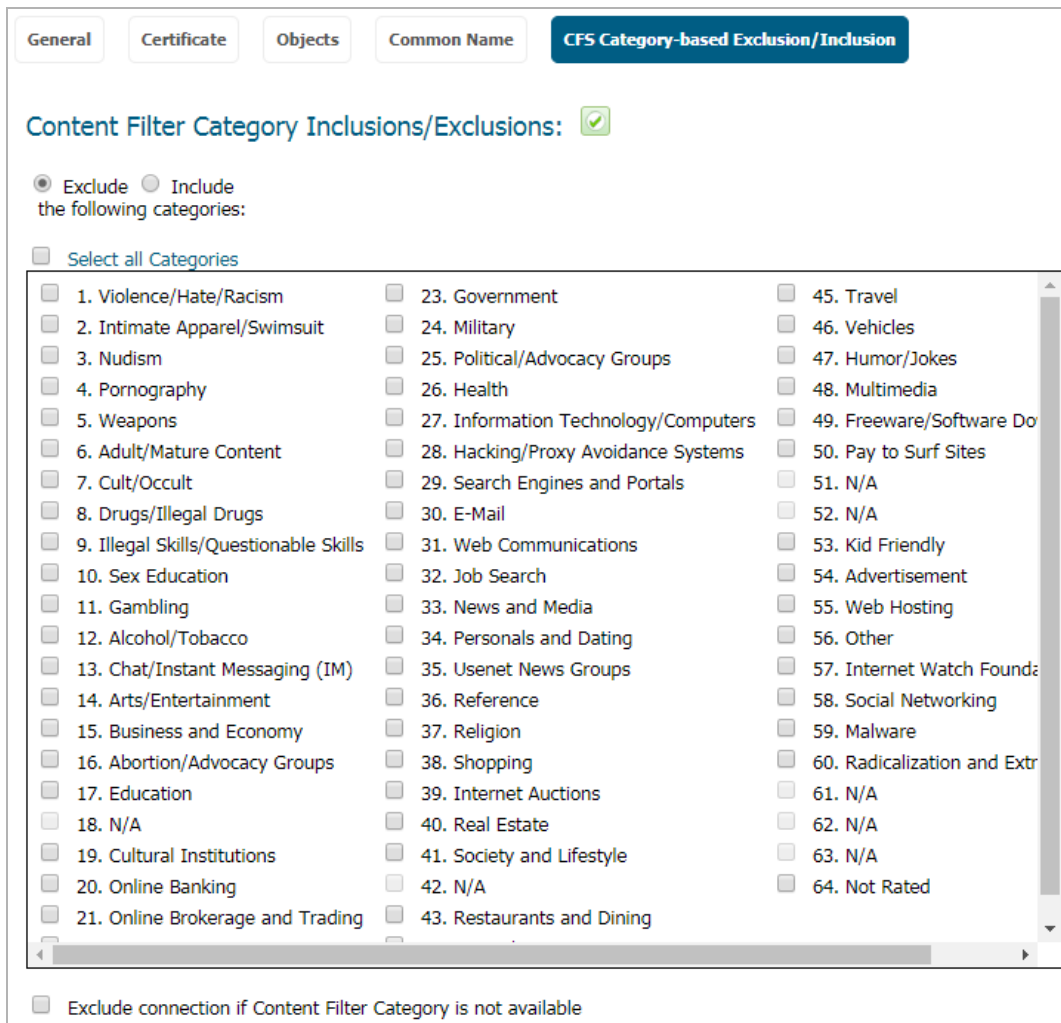 General Certificate Objects Common Name CFS Category-based Exclusion/Inclusion
Content Filter Category Inclusions/Exclusions:
Exclude Include
the following categories:
Select all Categories
1. Violence/Hate/Racism
2. Intimate Apparel/Swimsuit
3. Nudism
4. Pornography
5. Weapons
6. Adult/Mature Content
7. Cult/Occult
8. Drugs/Illegal Drugs
9. Illegal Skills/Questionable Skills
10. Sex Education
11. Gambling
12. Alcohol/Tobacco
13. Chat/Instant Messaging (IM)
14. Arts/Entertainment
15. Business and Economy
16. Abortion/Advocacy Groups
17. Education
18. N/A
19. Cultural Institutions
20. Online Banking
21. Online Brokerage and Trading
23. Government
24. Military
25. Political/Advocacy Groups
26. Health
27. Information Technology/Computers
28. Hacking/Proxy Avoidance Systems
29. Search Engines and Portals
30. E-Mail
31. Web Communications
32. Job Search
33. News and Media
34. Personals and Dating
35. Usenet News Groups
36. Reference
37. Religion
38. Shopping
39. Internet Auctions
40. Real Estate
41. Society and Lifestyle
42. N/A
43. Restaurants and Dining
45. Travel
46. Vehicles
47. Humor/Jokes
48. Multimedia
49. Freeware/Software Do
50. Pay to Surf Sites
51. N/A
52. N/A
53. Kid Friendly
54. Advertisement
55. Web Hosting
56. Other
57. Internet Watch Founda
58. Social Networking
59. Malware
60. Radicalization and Extr
61. N/A
62. N/A
63. N/A
64. Not Rated
Exclude connection if Content Filter Category is not available